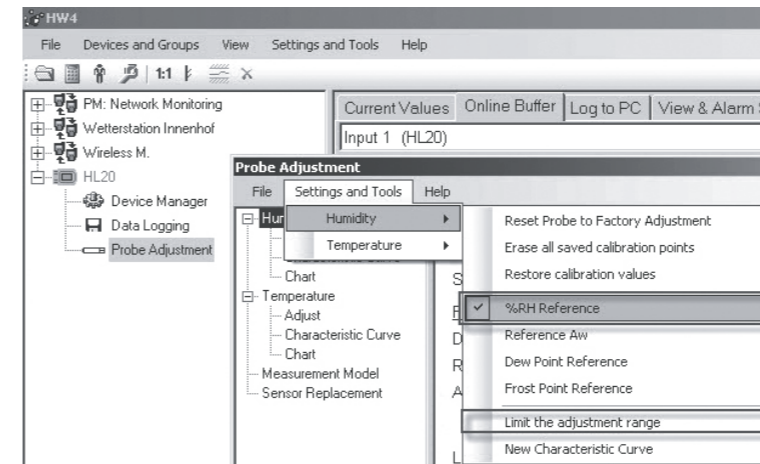 HW4
File Devices and Groups View Settings and Tools Help
1:1
PM: Network Monitoring
Wetterstation Innenhof
Wireless M.
HL20
Device Manager
Data Logging
Probe Adjustment
Current Values Online Buffer Log to PC View & Alarm
Input 1 (HL20)
Probe Adjustment
File Settings and Tools Help
Hum
Chart
Temperature
Adjust
Characteristic Curve
Chart
Measurement Model
Sensor Replacement
Humidity
Temperature
Reset Probe to Factory Adjustment
Erase all saved calibration points
Restore calibration values
%RH Reference
Reference Aw
Dew Point Reference
Frost Point Reference
Limit the adjustment range
New Characteristic Curve